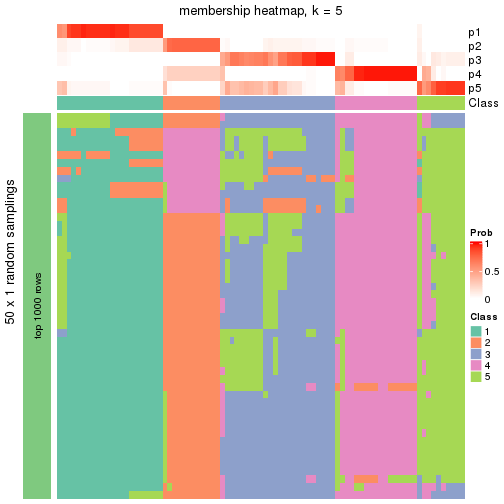 membership heatmap, k = 5
p1
p2
p3
p4
p5
Class
50 x 1 random samplings
top 1000 rows
Prob
1
0.5
0
Class
1
2
3
4
5